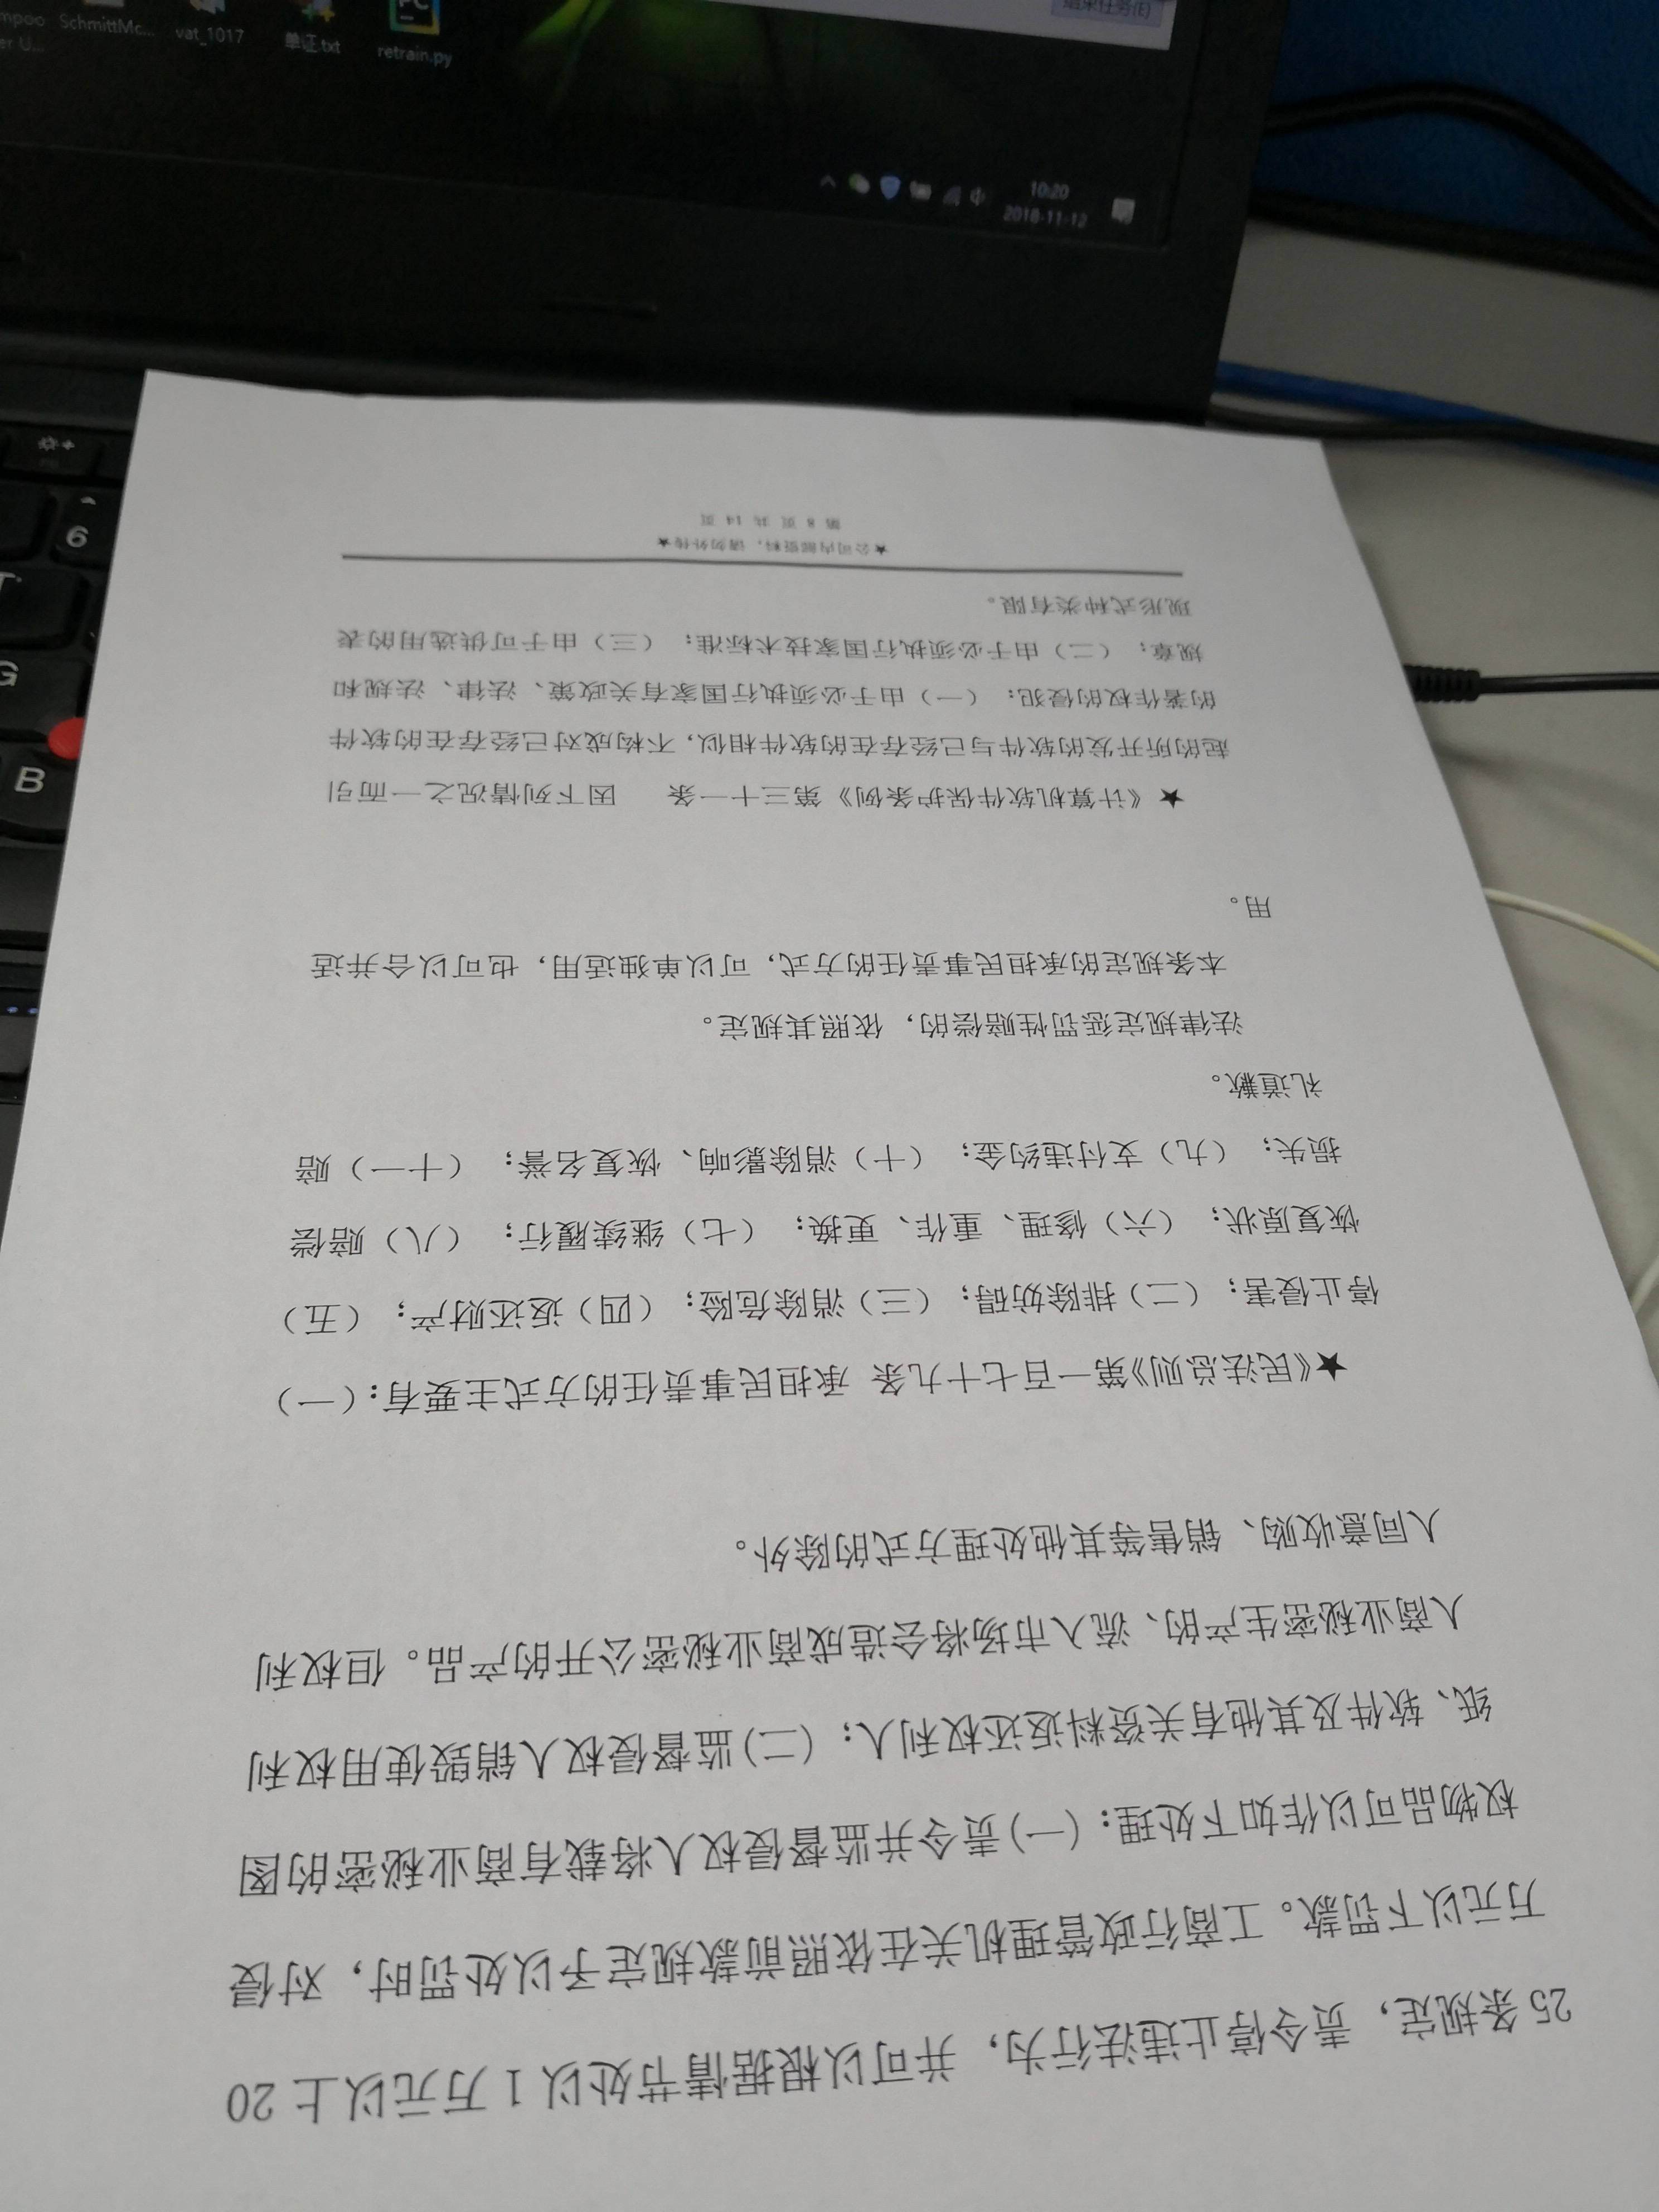 SchmittMc...
vat_1017
单证.txt
retrain.py
结束任务(E)
中
10:20
2018-11-12
6
G
B
25 条规定，责令停止违法行为，并可以根据情节处以 1 万元以上 20
万元以下罚款。工商行政管理机关在依照前款规定予以处罚时，对侵
权物品可以作如下处理：(一)责令并监督侵权人将载有商业秘密的图
纸、软件及其他有关资料返还权利人；(二)监督侵权人销毁使用权利
人商业秘密生产的、流入市场将会造成商业秘密公开的产品。但权利
人同意收购、销售等其他处理方式的除外。
★《民法总则》第一百七十九条 承担民事责任的方式主要有：（一）
停止侵害；（二）排除妨碍；（三）消除危险；（四）返还财产；（五）
恢复原状；（六）修理、重作、更换；（七）继续履行；（八）赔偿
损失；（九）支付违约金；（十）消除影响、恢复名誉；（十一）赔
礼道歉。
法律规定惩罚性赔偿的，依照其规定。
本条规定的承担民事责任的方式，可以单独适用，也可以合并适
用。
★《计算机软件保护条例》第三十一条 因下列情况之一而引
起的所开发的软件与已经存在的软件相似，不构成对已经存在的软件
的著作权的侵犯：（一）由于必须执行国家有关政策、法律、法规和
规章；（二）由于必须执行国家技术标准；（三）由于可供选用的表
现形式种类有限。
★公司内部资料，请勿外传★
第 8 页 共 14 页